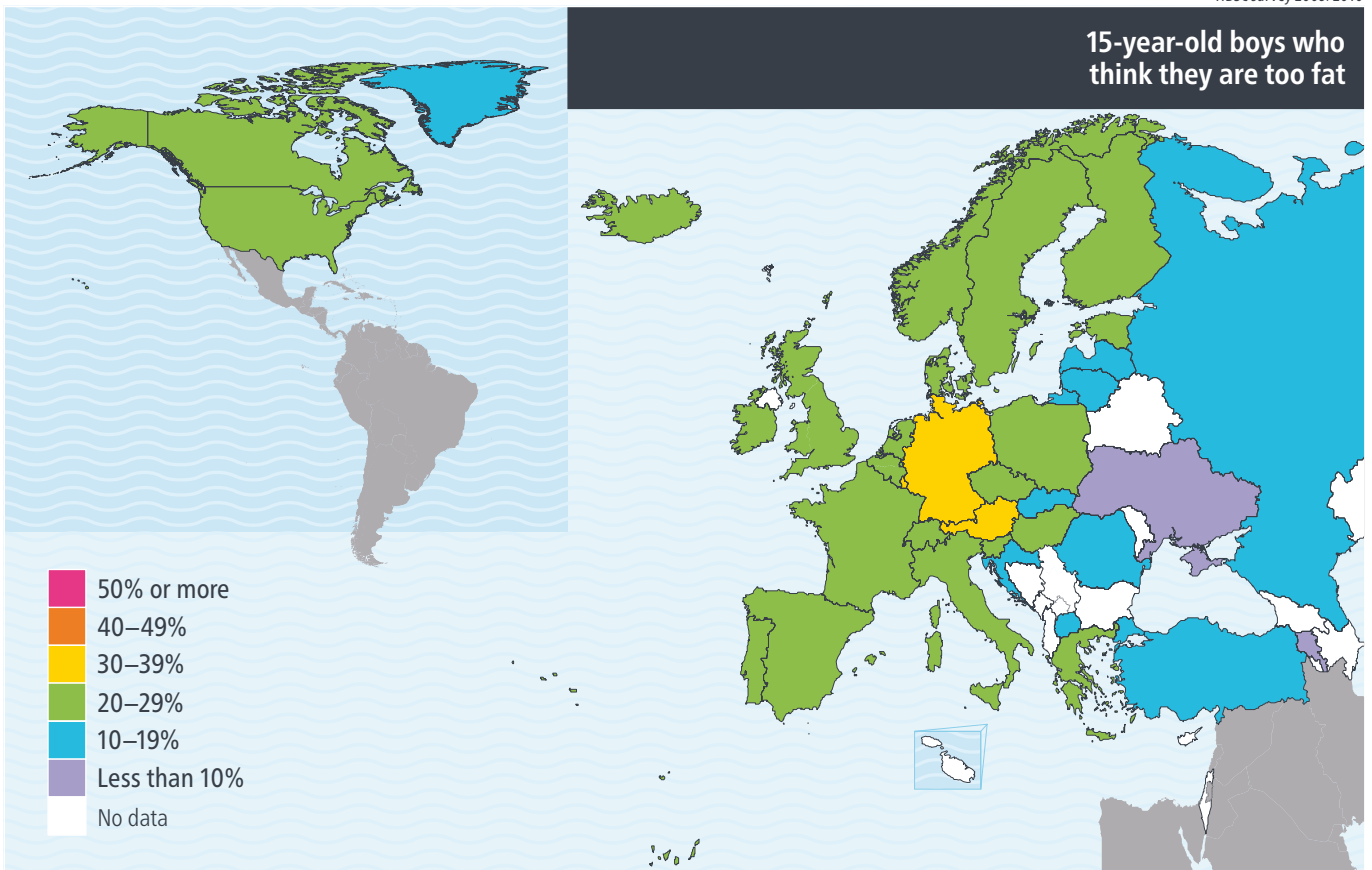 15-year-old boys who
think they are too fat
50% or more
40–49%
30–39%
20–29%
10–19%
Less than 10%
No data